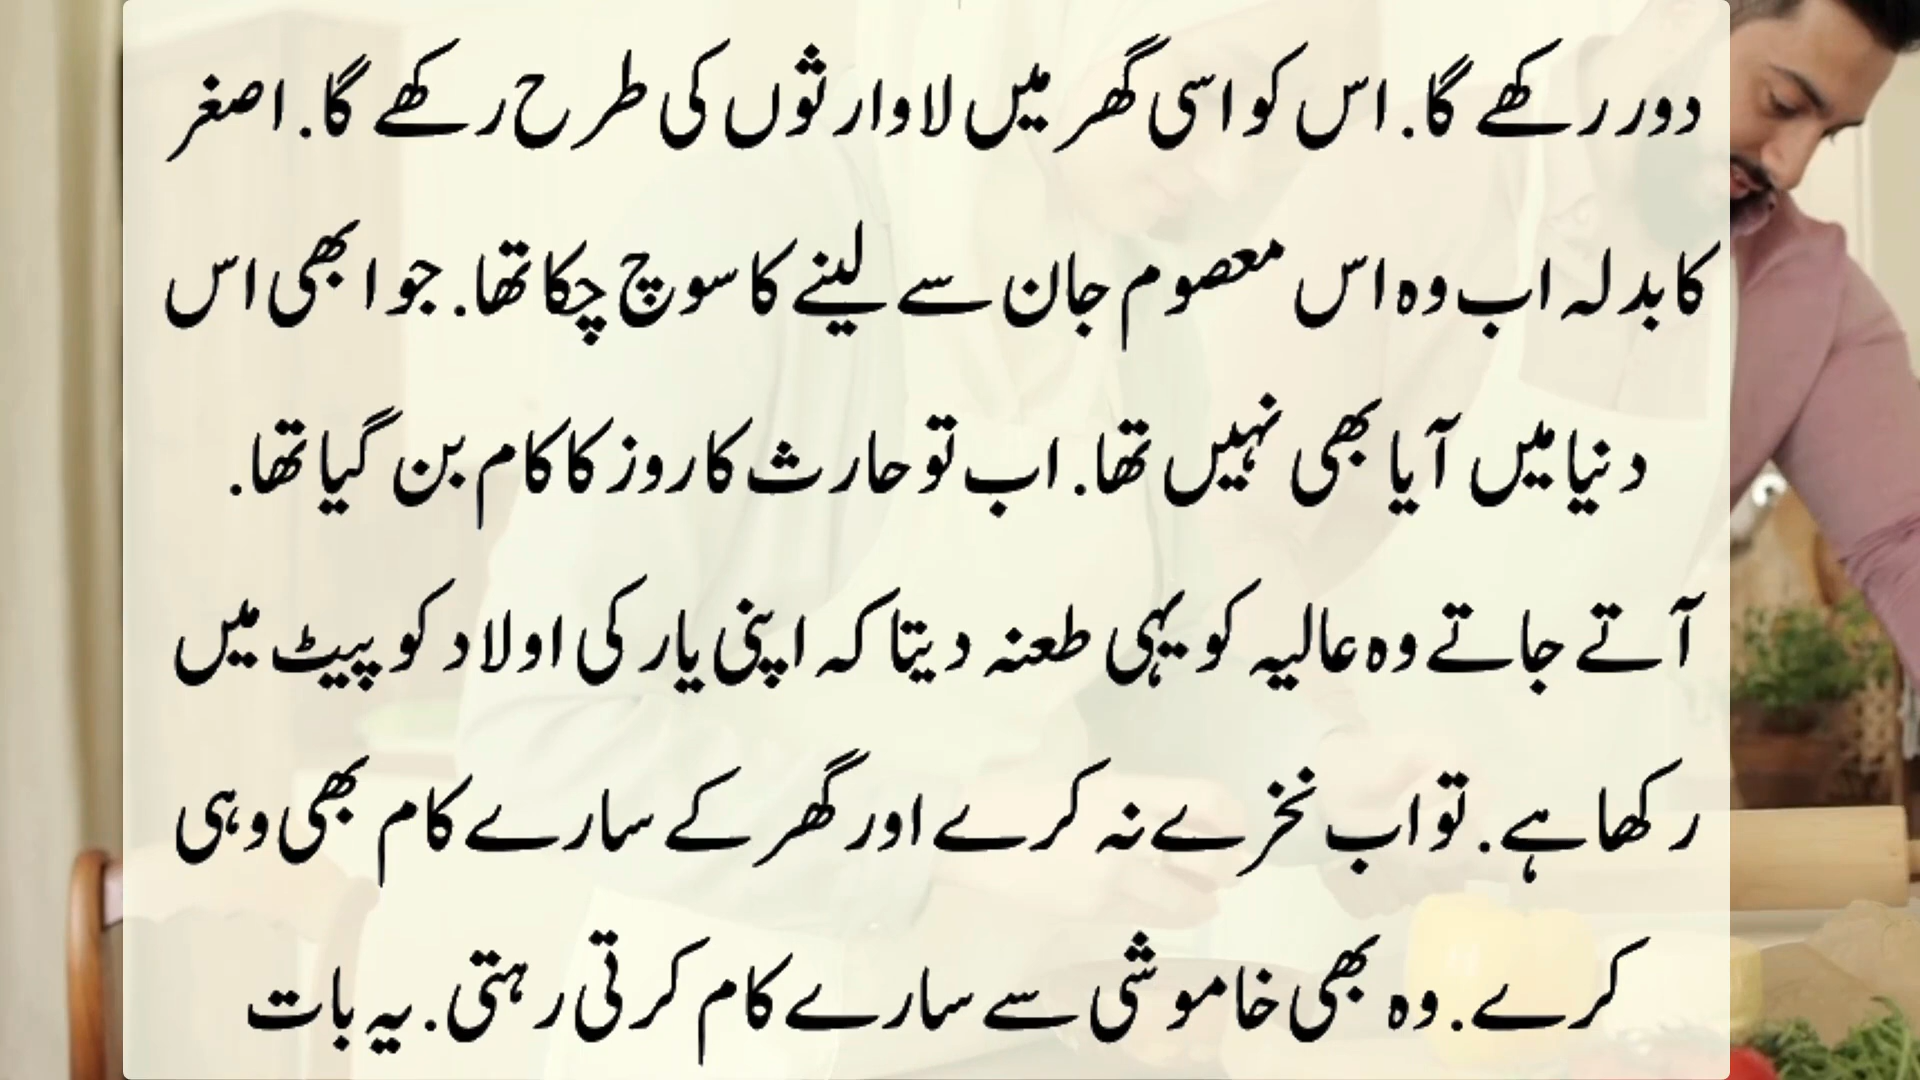 دور رکھے گا. اس کو اسی گھر میں لاوارثوں کی طرح رکھے گا. اصغر
کا بدلہ اب وہ اس معصوم جان سے لینے کا سوچ چکا تھا. جو ابھی اس
دنیا میں آیا بھی نہیں تھا. اب تو حارث کا روز کا کام بن گیا تھا.
آتے جاتے وہ عالیہ کو یہی طعنہ دیتا کہ اپنی یار کی اولاد کو پیٹ میں
رکھا ہے. تو اب نخرے نہ کرے اور گھر کے سارے کام بھی وہی
کرے. وہ بھی خاموشی سے سارے کام کرتی رہتی. یہ بات